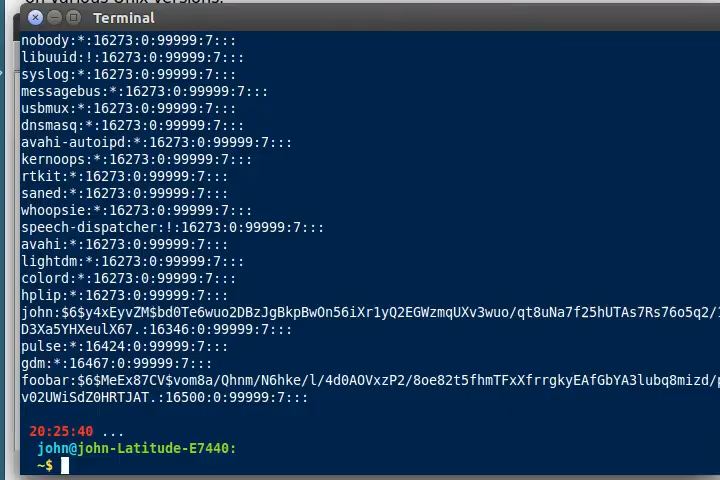 on various Unix versions.
Terminal
nobody:*:16273:0:99999:7:::
libuuid:!:16273:0:99999:7:::
syslog:*:16273:0:99999:7:::
messagebus:*:16273:0:99999:7:::
usbmux:*:16273:0:99999:7:::
dnsmasq:*:16273:0:99999:7:::
avahi-autoipd:*:16273:0:99999:7:::
kernoops:*:16273:0:99999:7:::
rtkit:*:16273:0:99999:7:::
saned:*:16273:0:99999:7:::
whoopsie:*:16273:0:99999:7:::
speech-dispatcher:!:16273:0:99999:7:::
avahi:*:16273:0:99999:7:::
lightdm:*:16273:0:99999:7:::
colord:*:16273:0:99999:7:::
hplip:*:16273:0:99999:7:::
john:$6$y4xEyvZM$bd0Te6wuo2DBzJgBkpBwOn56iXr1yQ2EGWzmqUXv3wuo/qt8uNa7f25hUTAs7Rs76o5q2/
D3Xa5YHXeulX67.:16346:0:99999:7:::
pulse:*:16424:0:99999:7:::
gdm:*:16467:0:99999:7:::
foobar:$6$MeEx87CV$vom8a/Qhnm/N6hke/l/4d0AOVxzP2/8oe82t5fhmTFxXfrrgkyEAfGbYA3lubq8mizd/
v02UWiSdZ0HRTJAT.:16500:0:99999:7:::
20:25:40 ...
john@john-Latitude-E7440:
~$